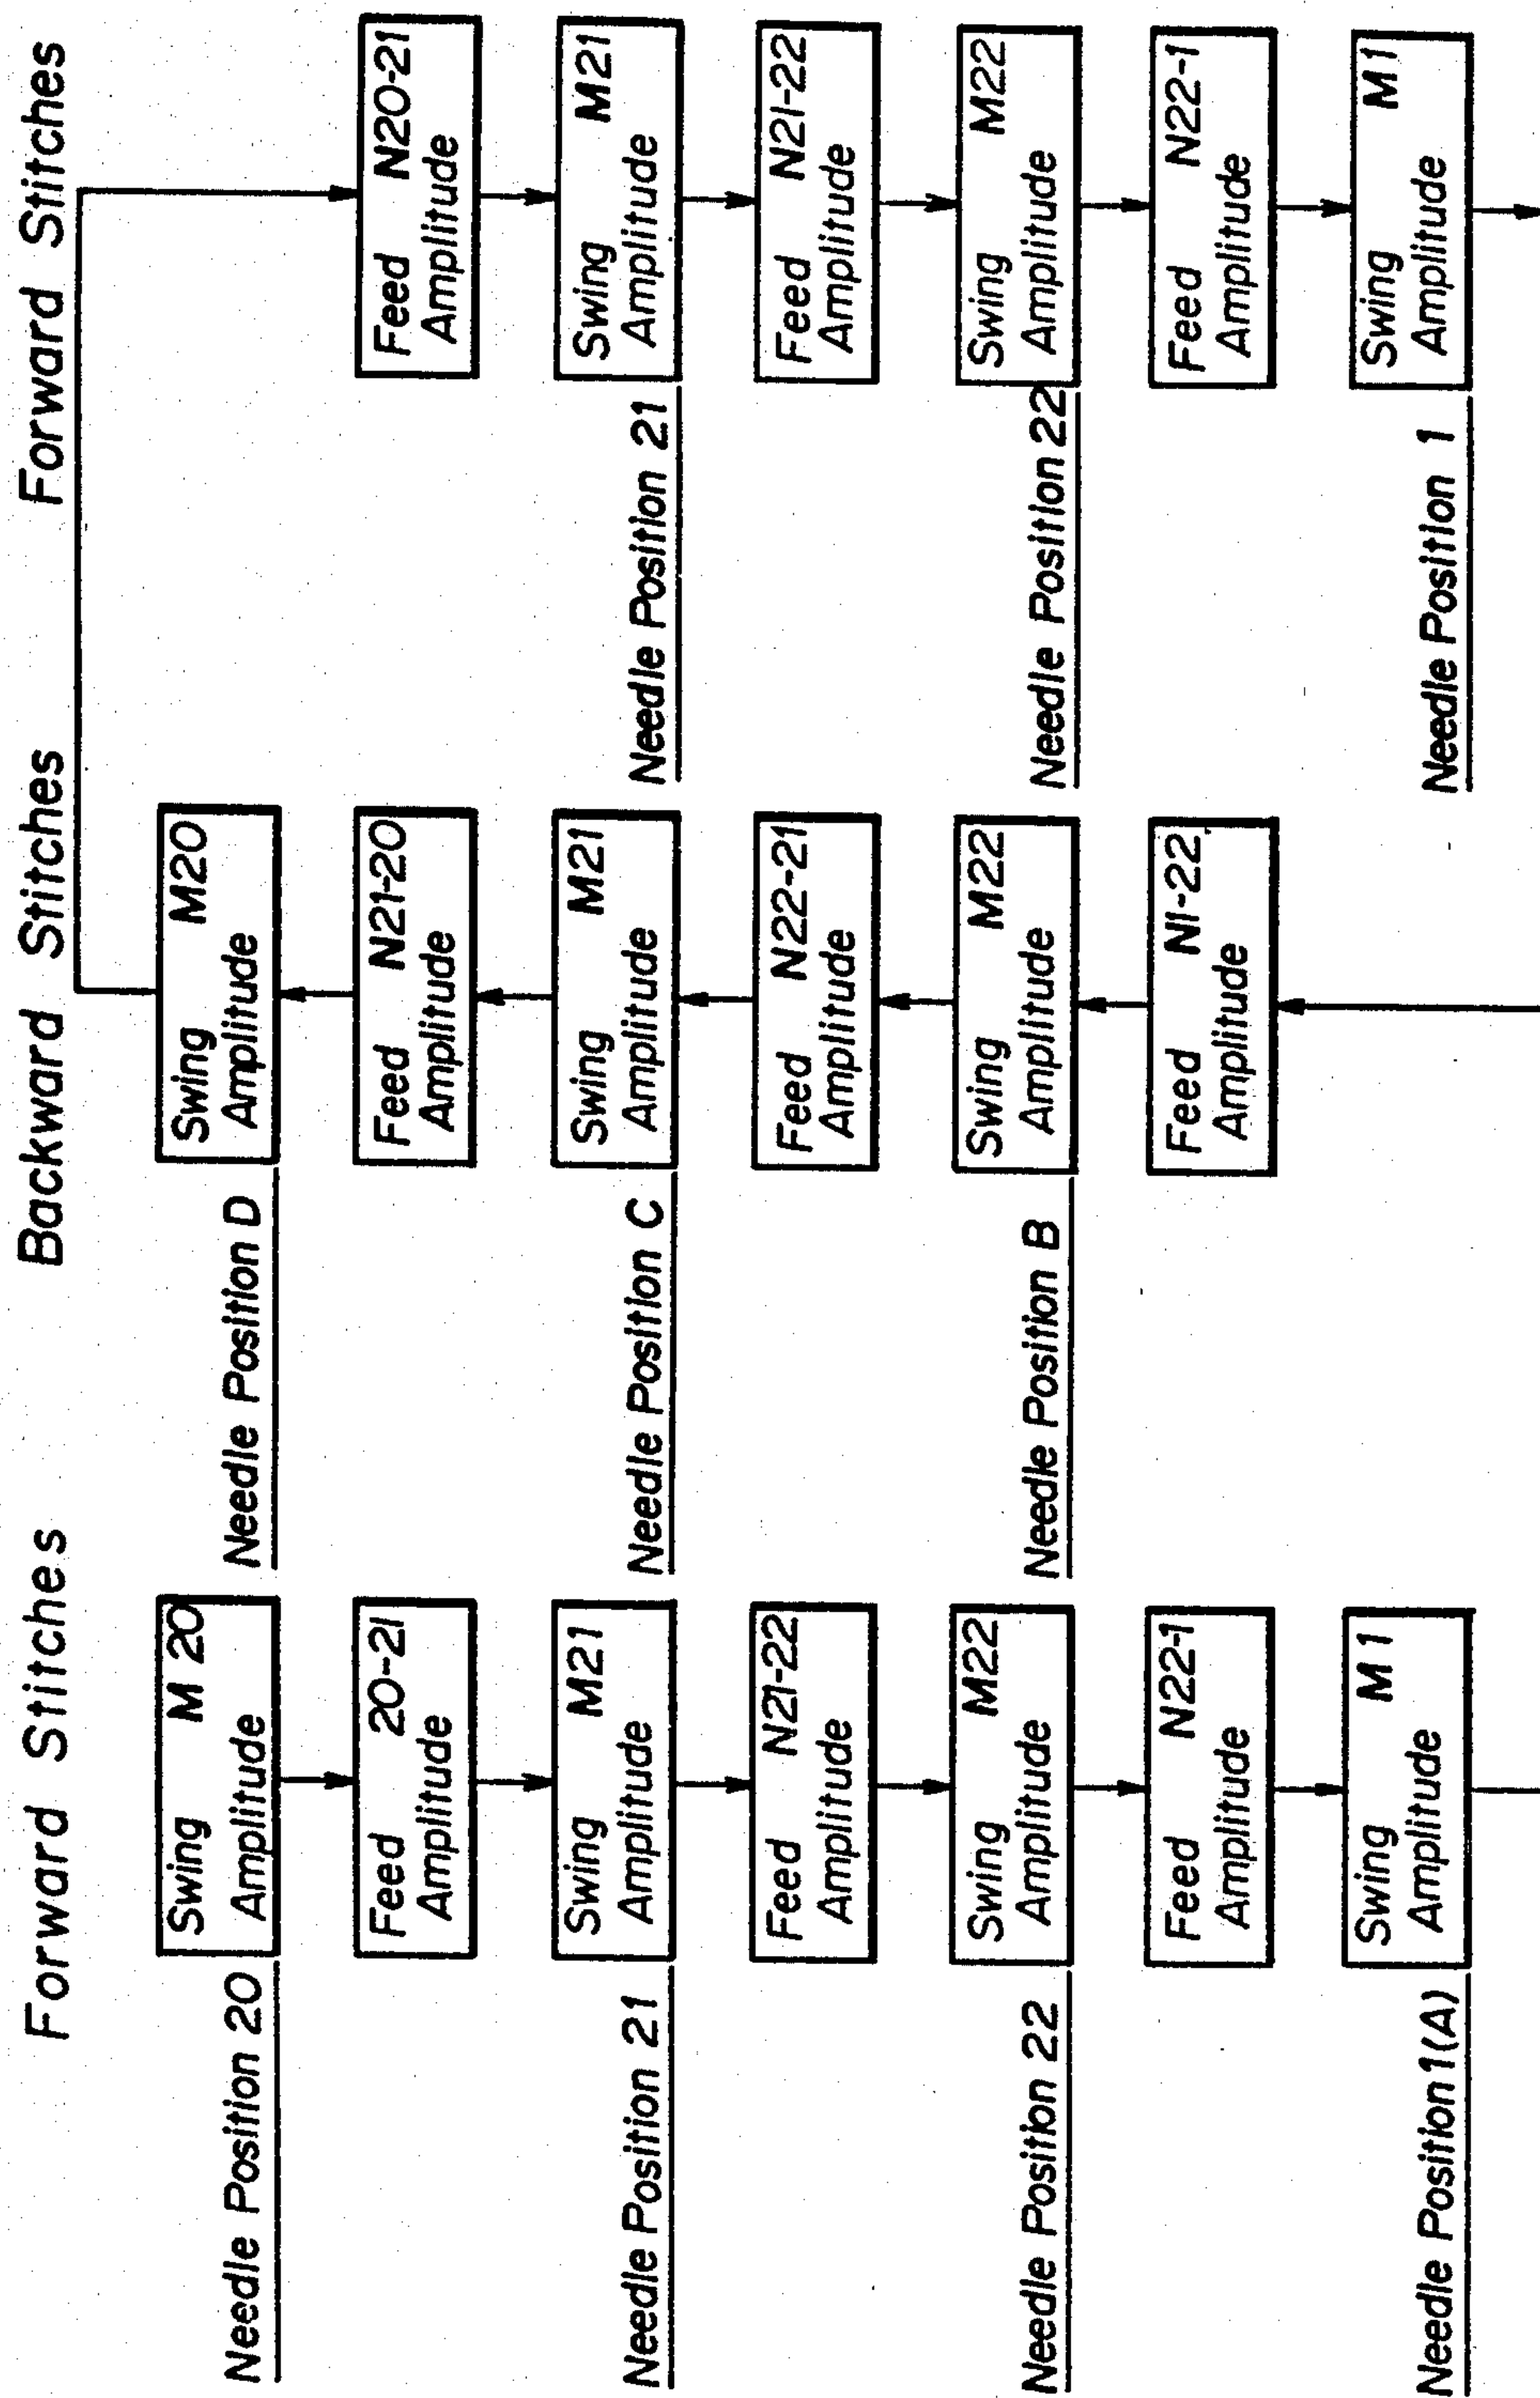 Forward Stitches
Needle Position 20
Swing M 20
Amplitude
Feed 20-21
Amplitude
Needle Position 21
Swing M21
Amplitude
Feed N21-22
Amplitude
Needle Position 22
Swing M22
Amplitude
Feed N22-1
Amplitude
Needle Position 1(A)
Swing M 1
Amplitude
Backward Stitches
Needle Position D
Swing M20
Amplitude
Feed N21-20
Amplitude
Needle Position C
Swing M21
Amplitude
Feed N22-21
Amplitude
Needle Position B
Swing M22
Amplitude
Feed N1-22
Amplitude
Forward Stitches
Feed N20-21
Amplitude
Needle Position 21
Swing M21
Amplitude
Feed N21-22
Amplitude
Needle Position 22
Swing M22
Amplitude
Feed N22-1
Amplitude
Needle Position 1
Swing M 1
Amplitude